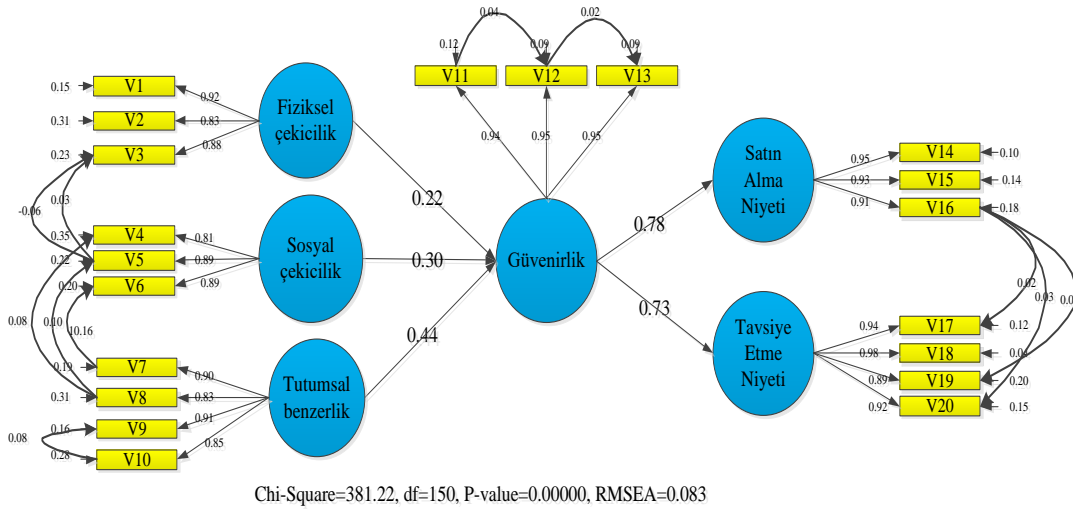 0.04
0.02
0.12
0.09
0.09
V11
V12
V13
0.94
0.95
0.95
0.15
V1
0.31
V2
0.23
V3
0.92
0.83
0.88
Fiziksel
çekicilik
0.22
-0.06
0.03
0.35
V4
0.22
V5
0.20
V6
0.81
0.89
0.89
Sosyal
çekicilik
0.30
0.08
0.10
0.16
0.19
V7
0.31
V8
0.16
V9
0.28
V10
0.08
0.90
0.83
0.91
0.85
Tutumsal
benzerlik
0.44
Güvenirlik
0.78
0.73
Satın
Alma
Niyeti
0.95
0.93
0.91
V14
0.10
V15
0.14
V16
0.18
0.02
0.03
Tavsiye
Etme
Niyeti
0.94
0.98
0.89
0.92
V17
0.12
V18
V19
0.20
V20
0.15
Chi-Square=381.22, df=150, P-value=0.00000, RMSEA=0.083